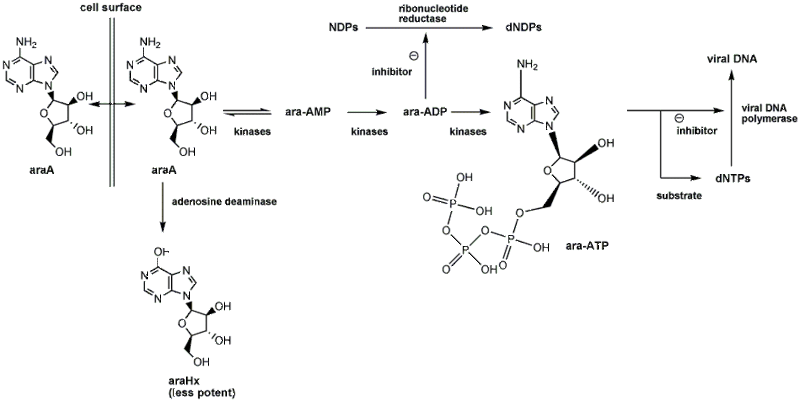 cell surface
ribonucleotide
reductase
NDPs
dNDPs
⊖
inhibitor
NH2
N
N
N
N
O
OH
OH
OH
araA
NH2
N
N
N
N
O
OH
OH
OH
araA
kinases
ara-AMP
kinases
ara-ADP
kinases
NH2
N
N
N
N
O
OH
OH
O
P
O
OH
O
P
O
OH
O
P
O
OH
OH
ara-ATP
viral DNA
⊖
inhibitor
viral DNA
polymerase
substrate
dNTPs
adenosine deaminase
OH
N
N
N
N
O
OH
OH
OH
araHx
(less potent)